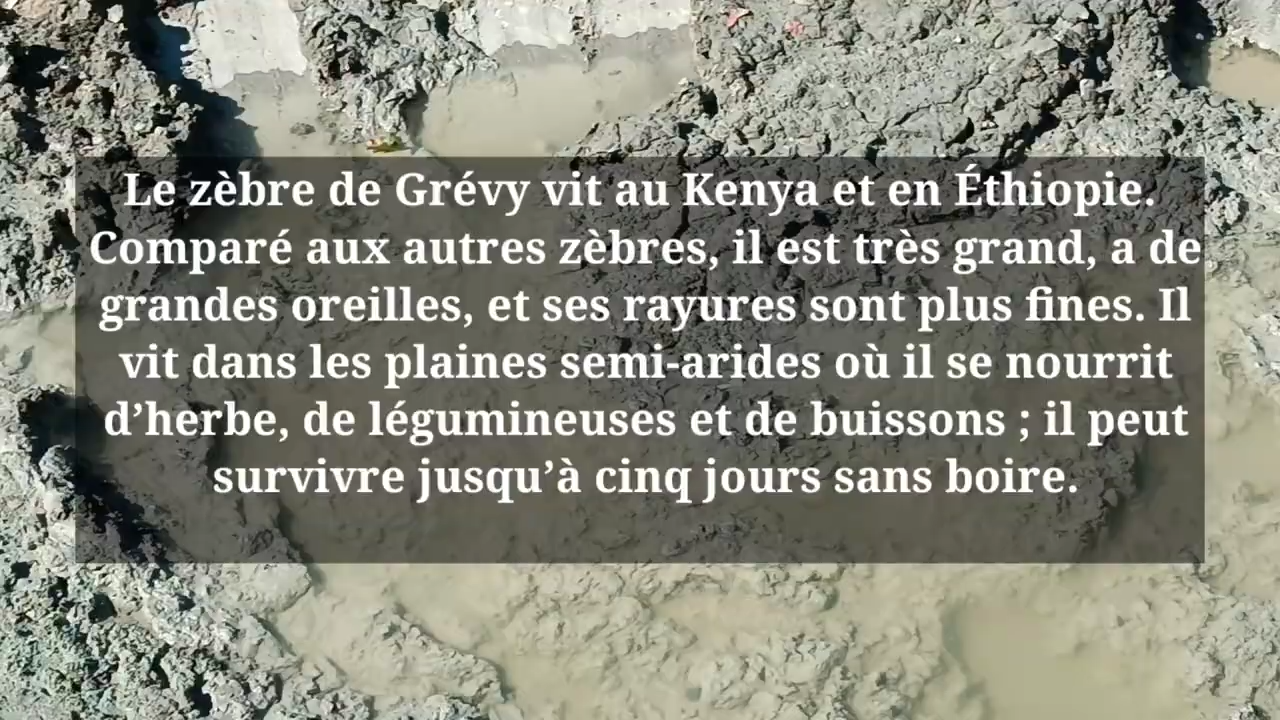 Le zèbre de Grévy vit au Kenya et en Éthiopie.
Comparé aux autres zèbres, il est très grand, a de
grandes oreilles, et ses rayures sont plus fines. Il
vit dans les plaines semi-arides où il se nourrit
d’herbe, de légumineuses et de buissons ; il peut
survivre jusqu’à cinq jours sans boire.